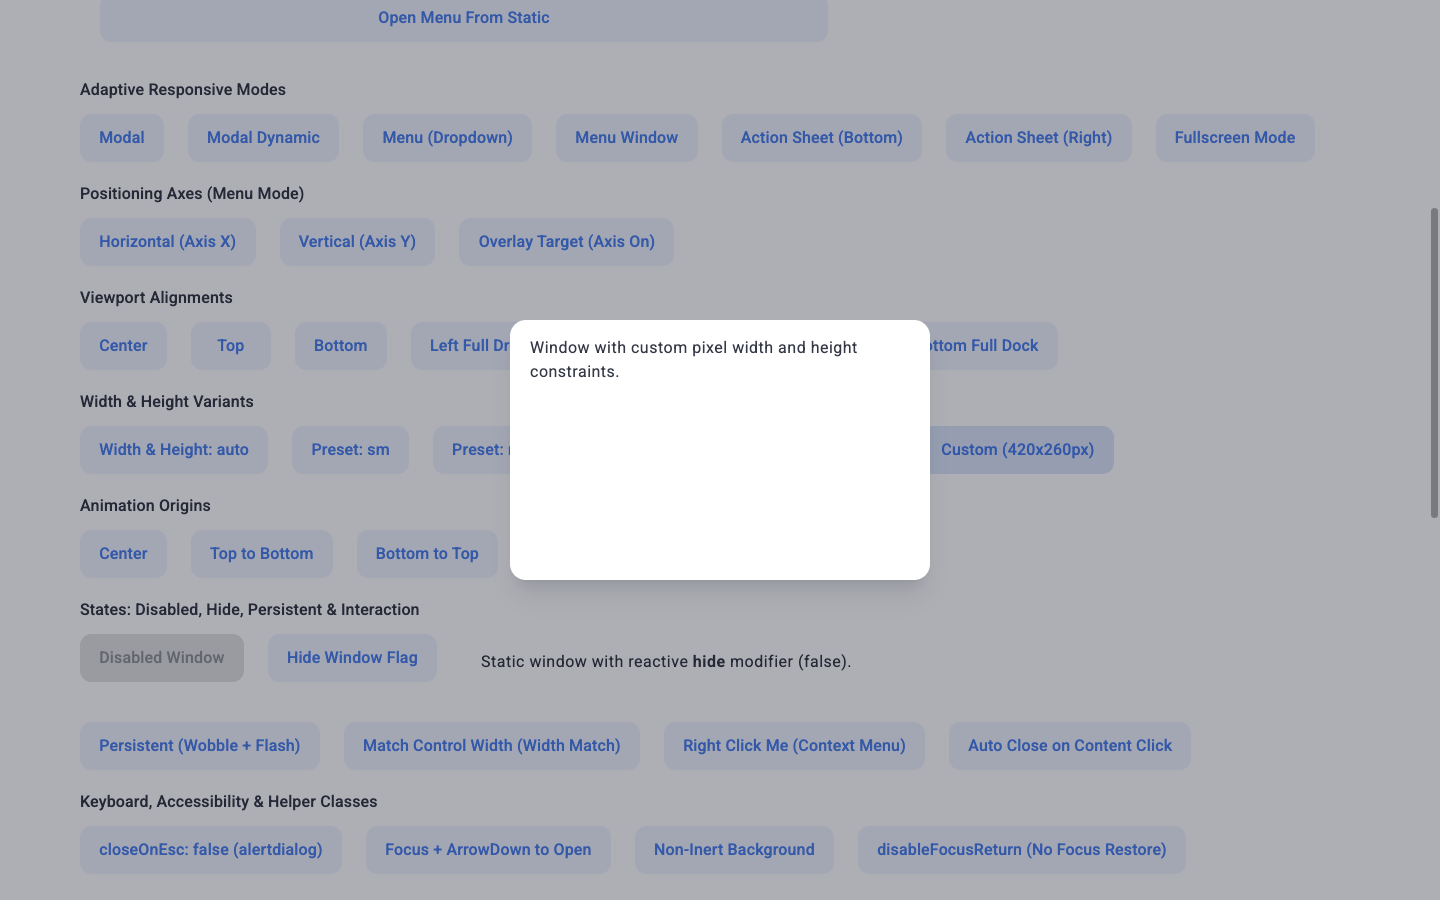 Open Menu From Static
Adaptive Responsive Modes
Modal
Modal Dynamic
Menu (Dropdown)
Menu Window
Action Sheet (Bottom)
Action Sheet (Right)
Fullscreen Mode
Positioning Axes (Menu Mode)
Horizontal (Axis X)
Vertical (Axis Y)
Overlay Target (Axis On)
Viewport Alignments
Center
Top
Bottom
Left Full
Full Dock
Window with custom pixel width and height
constraints.
Width & Height Variants
Width & Height: auto
Preset: sm
Preset:
Custom (420x260px)
Animation Origins
Center
Top to Bottom
Bottom to Top
States: Disabled, Hide, Persistent & Interaction
Disabled Window
Hide Window Flag
Static window with reactive hide modifier (false).
Persistent (Wobble + Flash)
Match Control Width (Width Match)
Right Click Me (Context Menu)
Auto Close on Content Click
Keyboard, Accessibility & Helper Classes
closeOnEsc: false (alertdialog)
Focus + ArrowDown to Open
Non-Inert Background
disableFocusReturn (No Focus Restore)